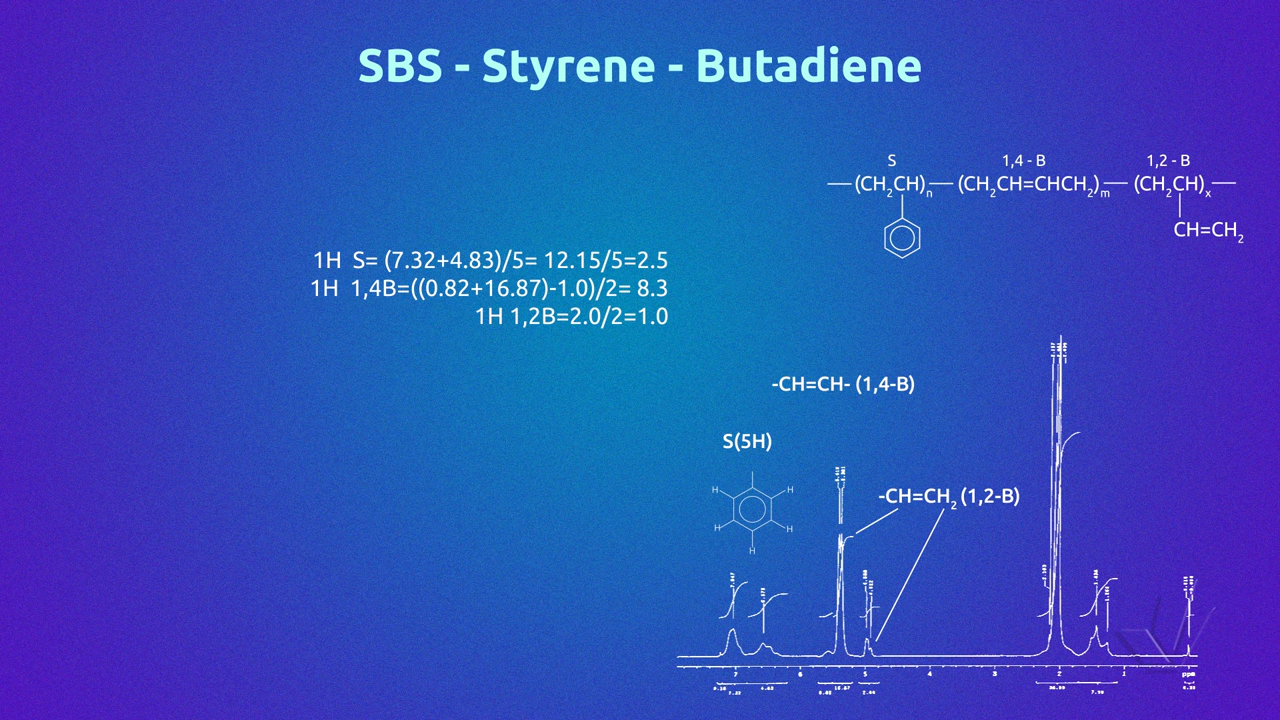 SBS - Styrene - Butadiene
S
1,4 - B
1,2 - B
—(CH₂CH)ₙ— (CH₂CH=CHCH₂)ₘ— (CH₂CH)ₓ—
CH=CH₂
1H S= (7.32+4.83)/5= 12.15/5=2.5
1H 1,4B=((0.82+16.87)-1.0)/2= 8.3
1H 1,2B=2.0/2=1.0
-CH=CH- (1,4-B)
S(5H)
-CH=CH₂ (1,2-B)
H H
H H
H
7 6 5 4 3 2 1 ppm